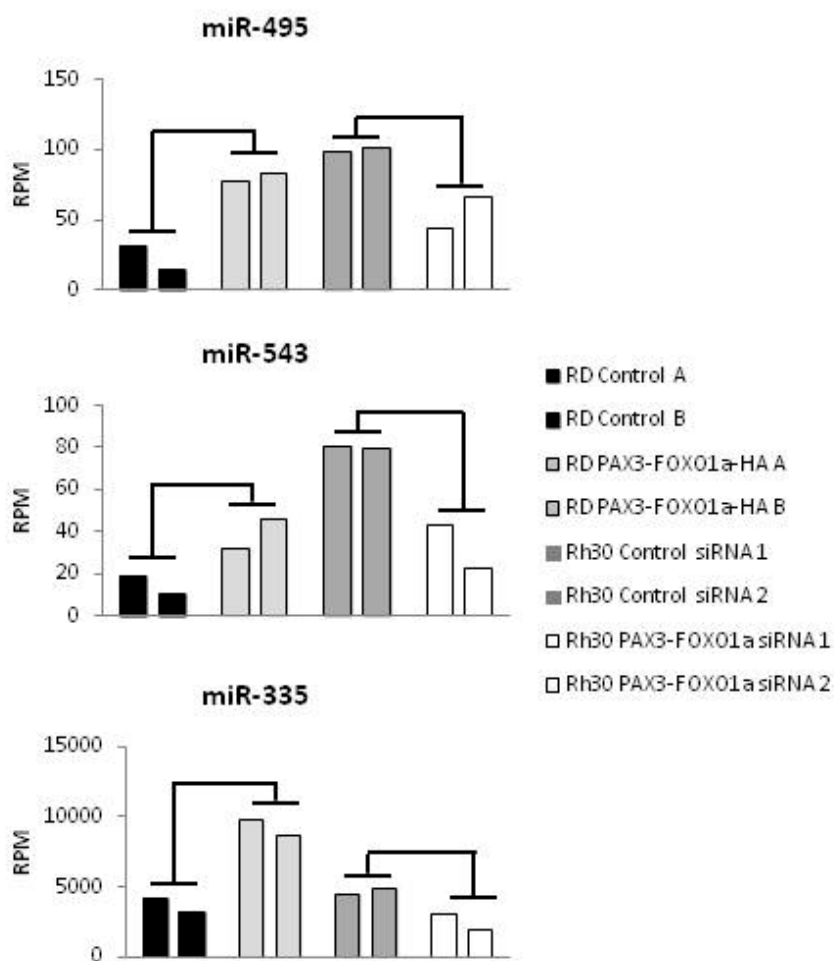 miR-495
150
100
50
0
RPM
miR-543
100
80
60
40
20
0
RPM
RD Control A
RD Control B
RD PAX3-FOXO1a-HA A
RD PAX3-FOXO1a-HA B
Rh30 Control siRNA 1
Rh30 Control siRNA 2
Rh30 PAX3-FOXO1a siRNA 1
Rh30 PAX3-FOXO1a siRNA 2
miR-335
15000
10000
5000
0
RPM